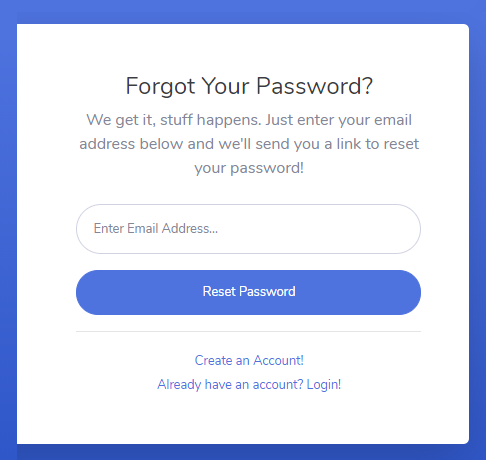 Forgot Your Password?
We get it, stuff happens. Just enter your email
address below and we'll send you a link to reset
your password!
Enter Email Address...
Reset Password
Create an Account!
Already have an account? Login!